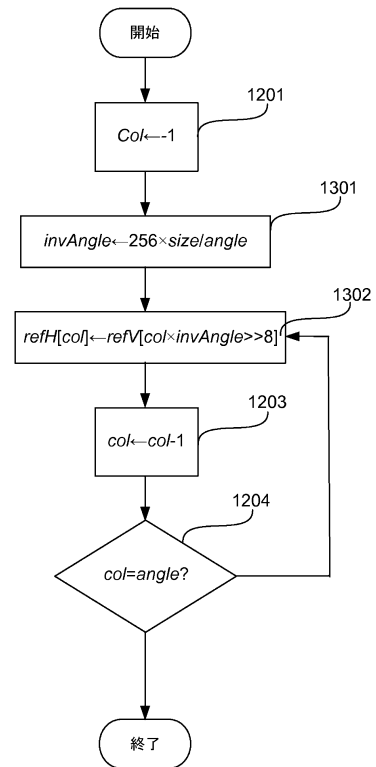 開始
1201
Col←-1
1301
invAngle←256×size/angle
1302
refH[col]←refV[col×invAngle>>8]
1203
col←col-1
1204
col=angle?
終了